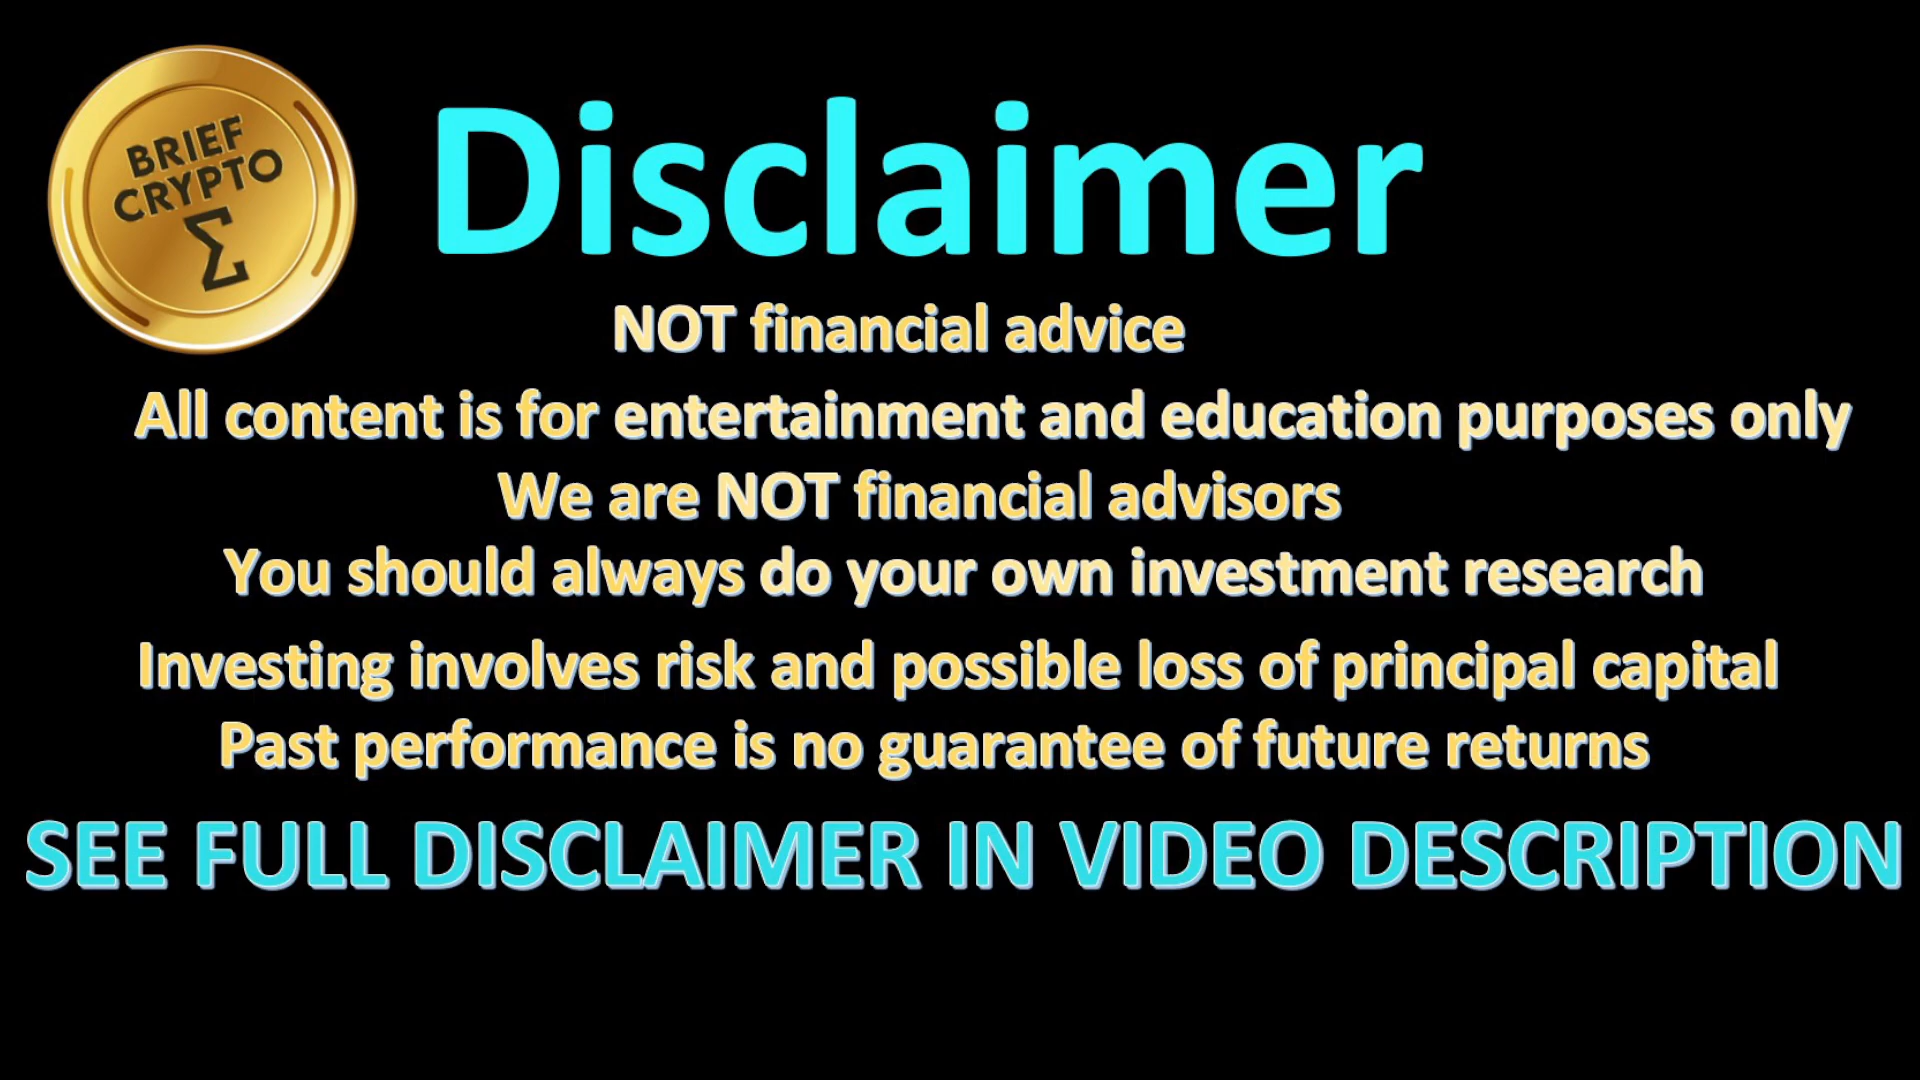 BRIEF
CRYPTO
Σ
Disclaimer
NOT financial advice
All content is for entertainment and education purposes only
We are NOT financial advisors
You should always do your own investment research
Investing involves risk and possible loss of principal capital
Past performance is no guarantee of future returns
SEE FULL DISCLAIMER IN VIDEO DESCRIPTION